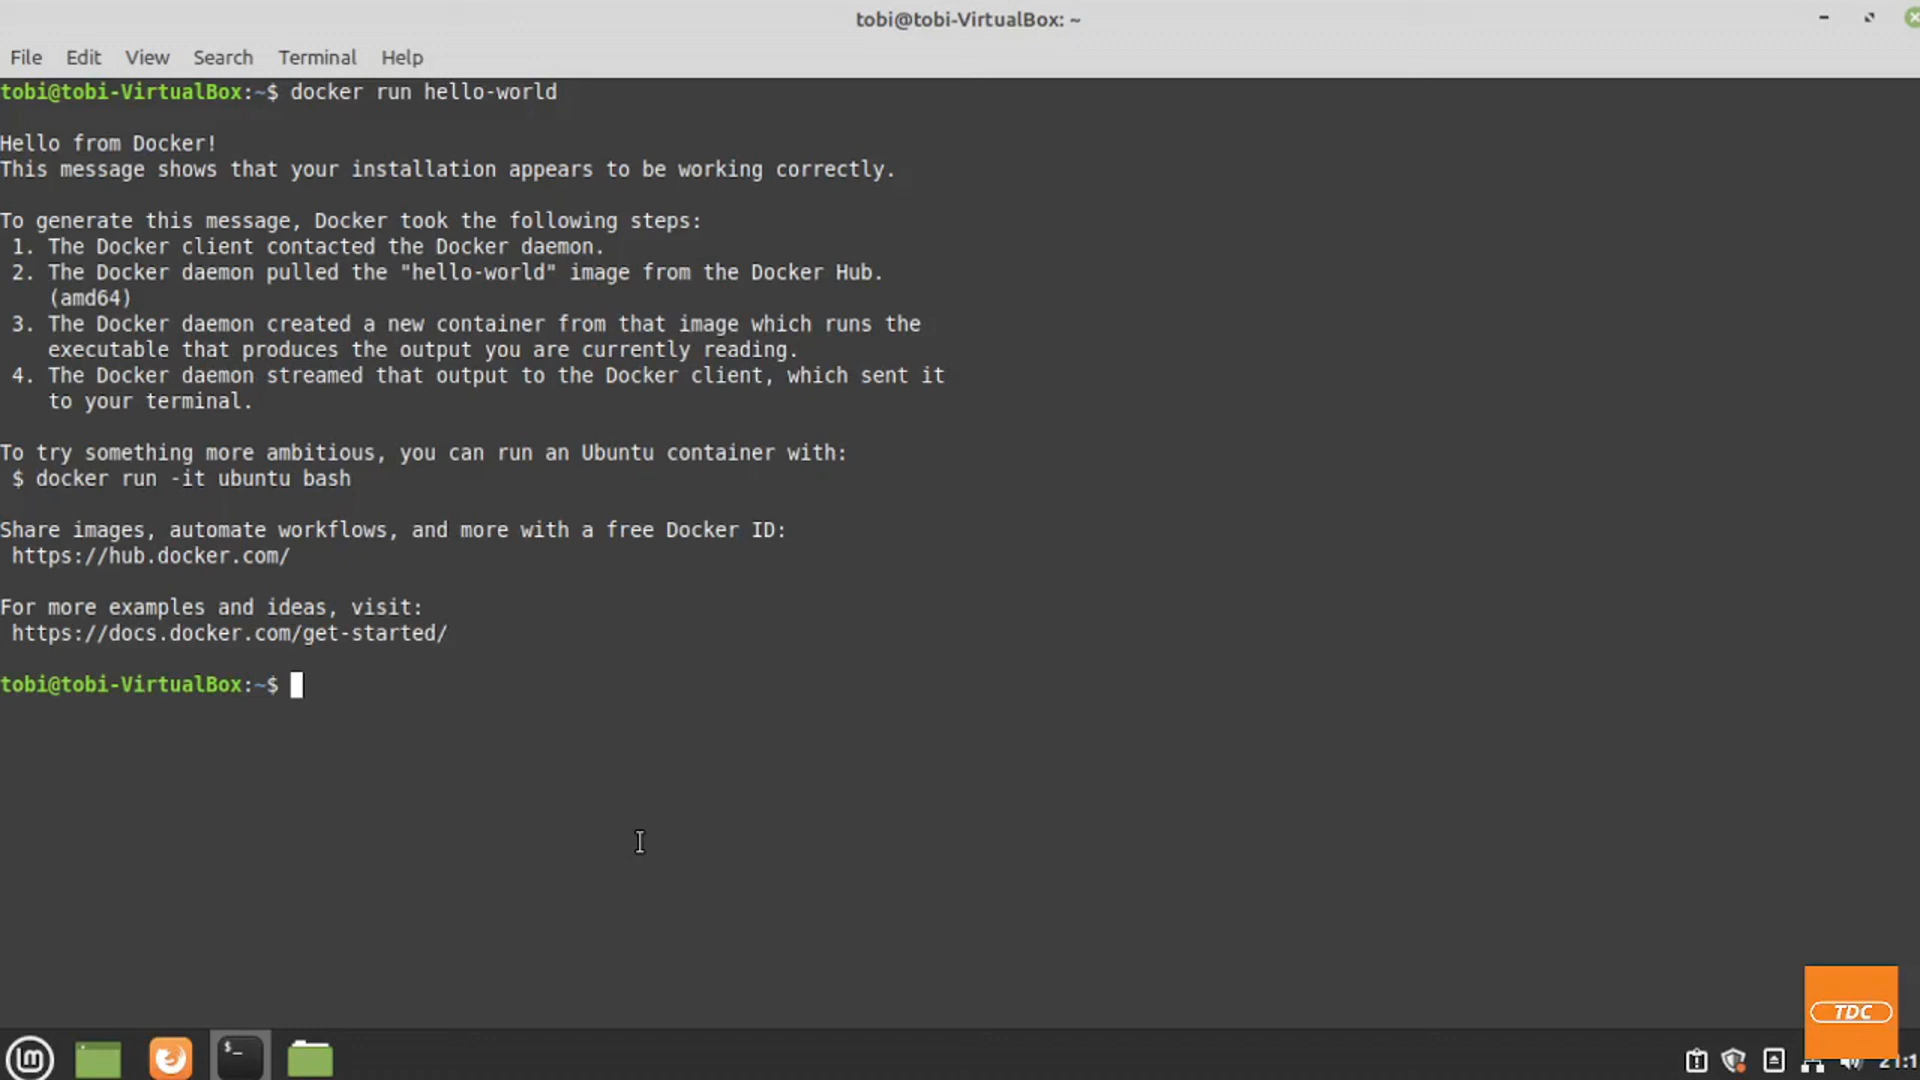 tobi@tobi-VirtualBox: ~
File Edit View Search Terminal Help
tobi@tobi-VirtualBox:~$ docker run hello-world
Hello from Docker!
This message shows that your installation appears to be working correctly.
To generate this message, Docker took the following steps:
1. The Docker client contacted the Docker daemon.
2. The Docker daemon pulled the "hello-world" image from the Docker Hub.
(amd64)
3. The Docker daemon created a new container from that image which runs the
executable that produces the output you are currently reading.
4. The Docker daemon streamed that output to the Docker client, which sent it
to your terminal.
To try something more ambitious, you can run an Ubuntu container with:
$ docker run -it ubuntu bash
Share images, automate workflows, and more with a free Docker ID:
https://hub.docker.com/
For more examples and ideas, visit:
https://docs.docker.com/get-started/
tobi@tobi-VirtualBox:~$
TDC